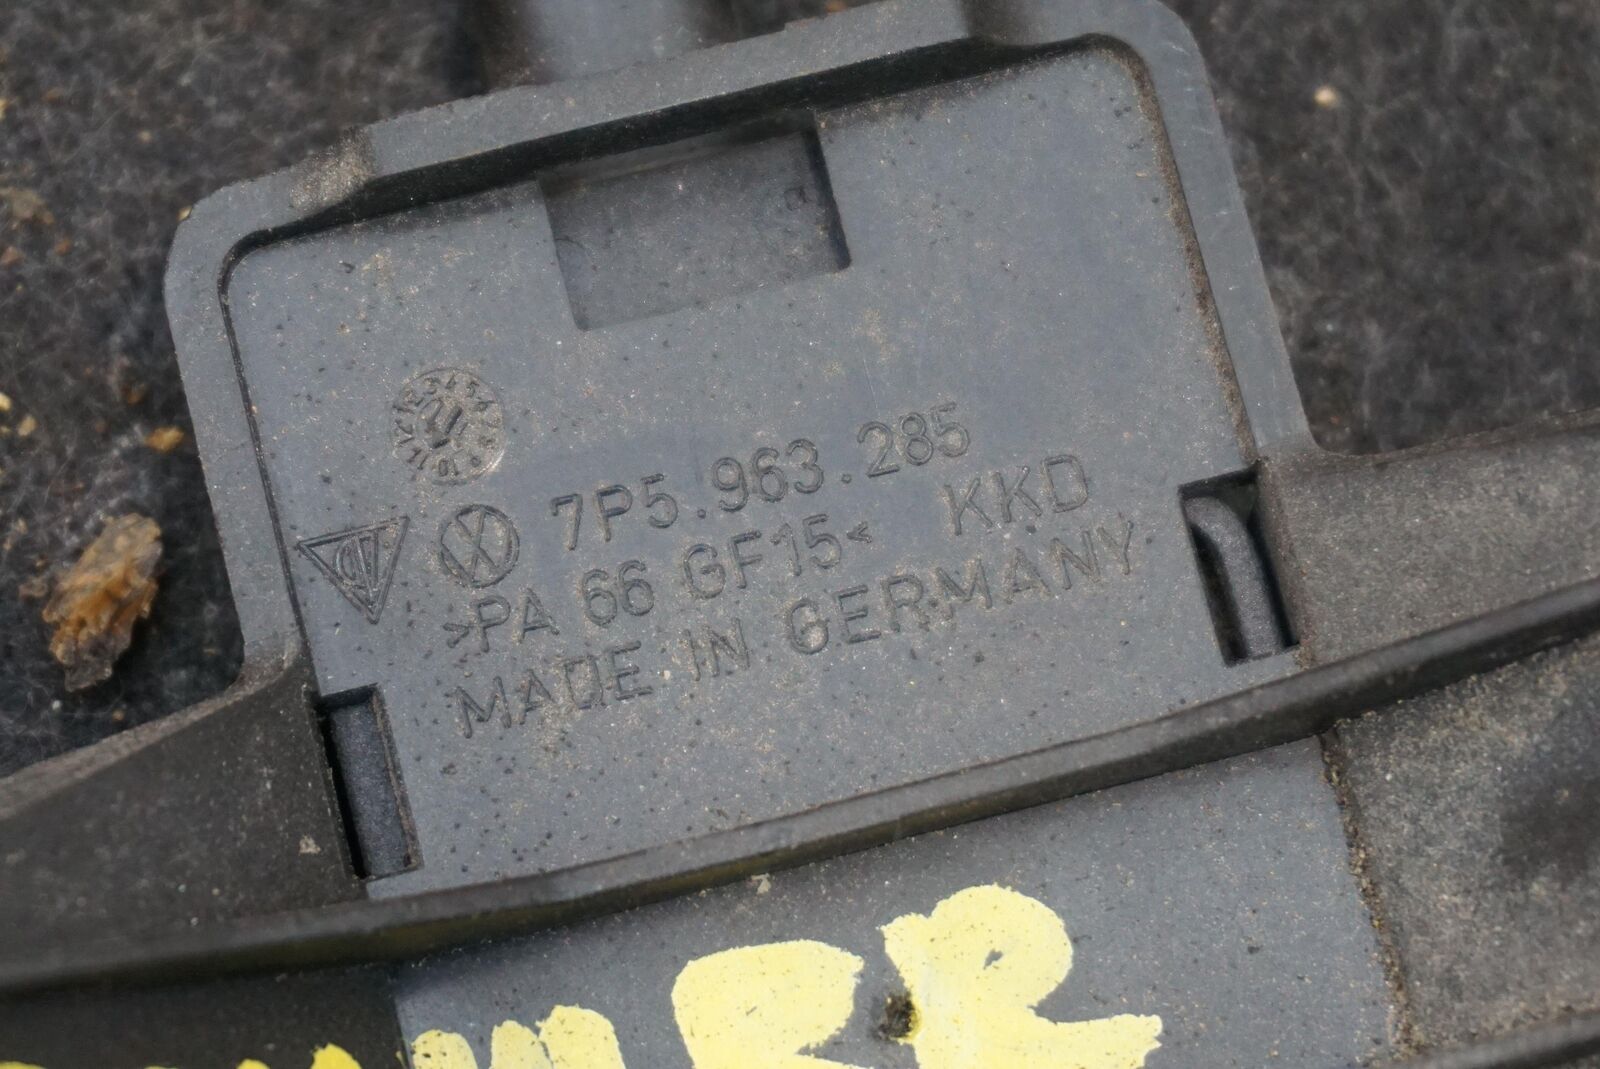 7P5.963.285
>PA 66 GF15< KKD
MADE IN GERMANY